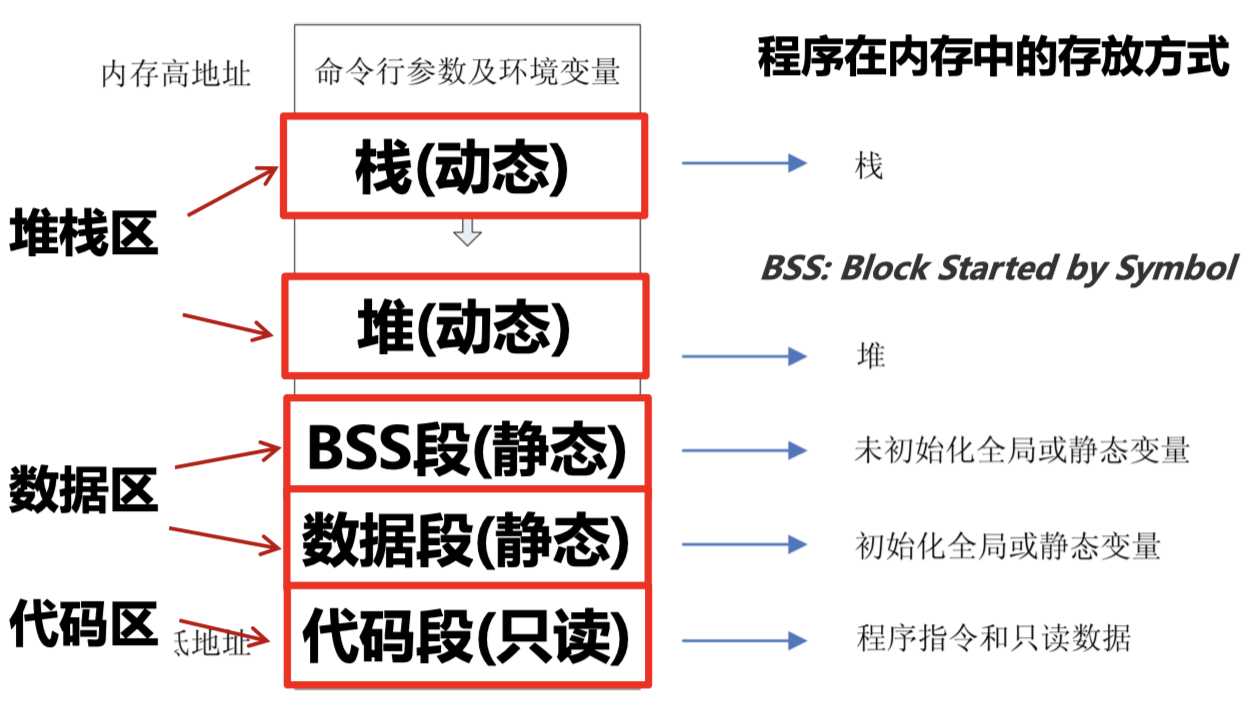 程序在内存中的存放方式
内存高地址
命令行参数及环境变量
栈(动态)
栈
堆栈区
BSS: Block Started by Symbol
堆(动态)
堆
BSS段(静态)
未初始化全局或静态变量
数据区
数据段(静态)
初始化全局或静态变量
代码区
代码段(只读)
程序指令和只读数据
低地址